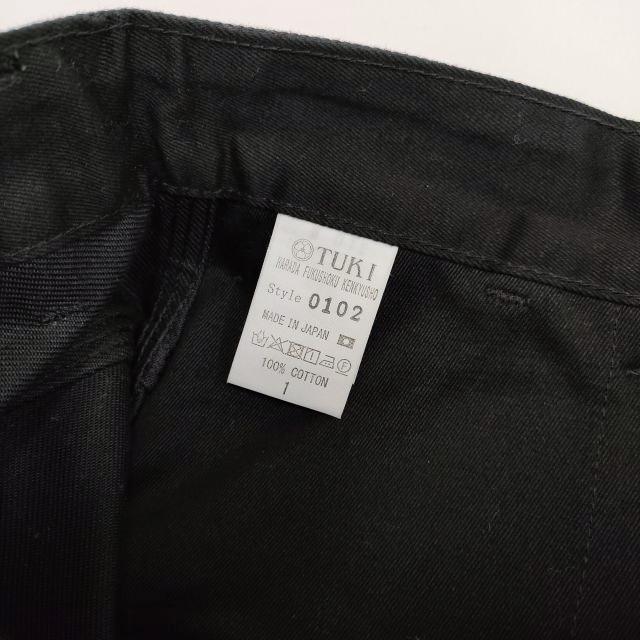 TUKI
HARADA FUKUSHOKU KENKYUSHO
Style 0102
MADE IN JAPAN
100% COTTON
1